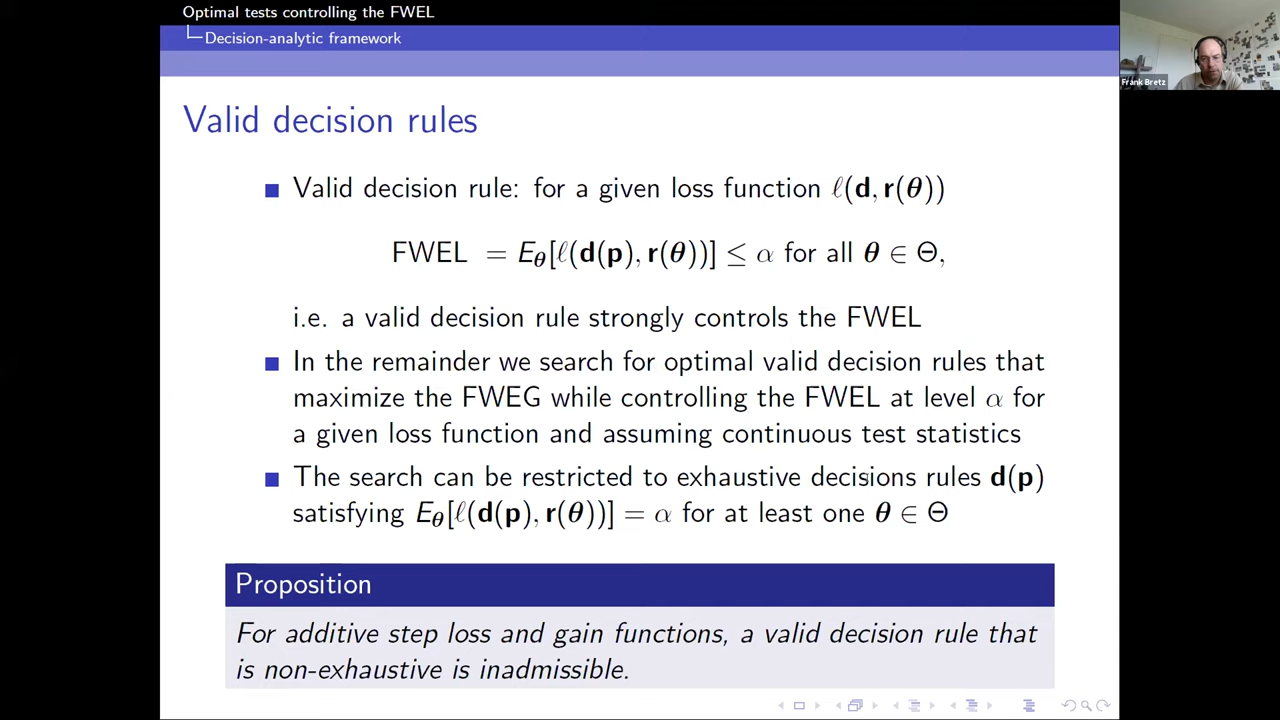 Optimal tests controlling the FWEL
Decision-analytic framework
Frank Bretz
Valid decision rules
Valid decision rule: for a given loss function ℓ(d, r(θ))
FWEL = E_θ[ℓ(d(p), r(θ))] ≤ α for all θ ∈ Θ,
i.e. a valid decision rule strongly controls the FWEL
In the remainder we search for optimal valid decision rules that
maximize the FWEG while controlling the FWEL at level α for
a given loss function and assuming continuous test statistics
The search can be restricted to exhaustive decisions rules d(p)
satisfying E_θ[ℓ(d(p), r(θ))] = α for at least one θ ∈ Θ
Proposition
For additive step loss and gain functions, a valid decision rule that
is non-exhaustive is inadmissible.